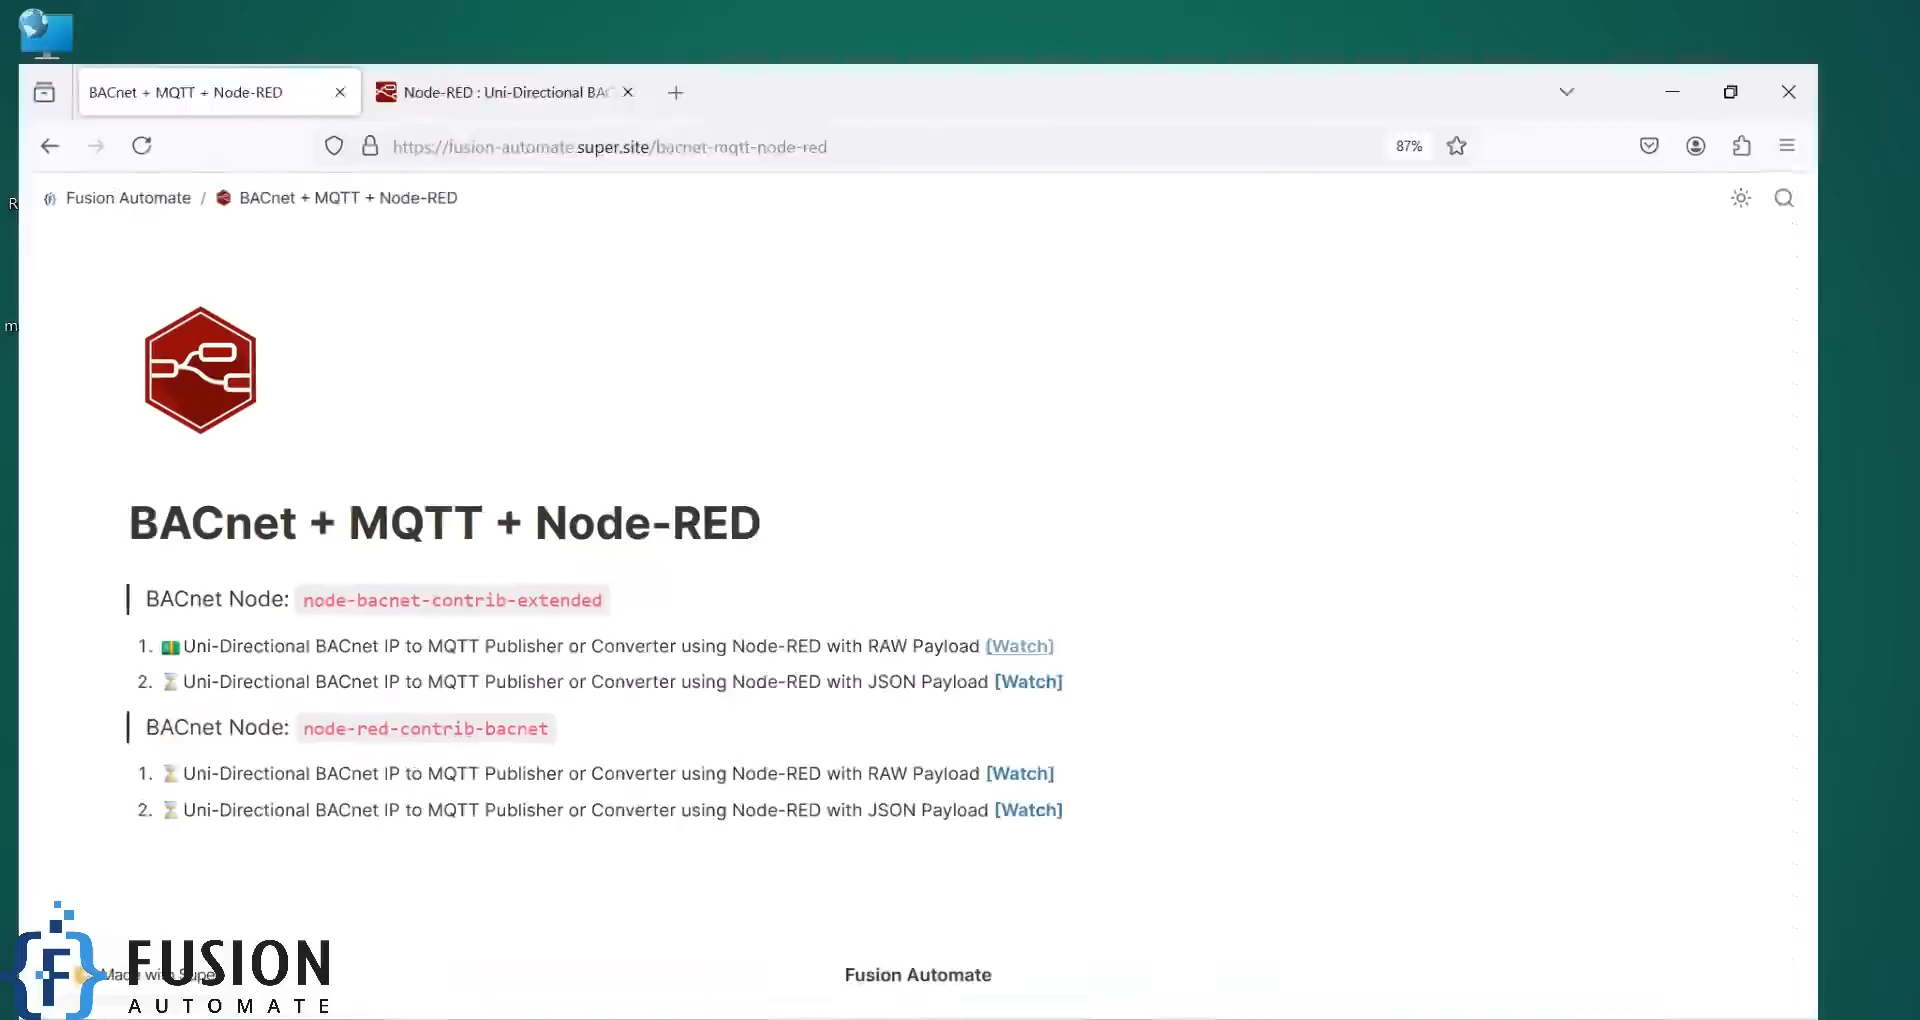 BACnet + MQTT + Node-RED
Node-RED : Uni-Directional BAC
https://fusion-automate.super.site/bacnet-mqtt-node-red
87%
Fusion Automate / BACnet + MQTT + Node-RED
R
m
BACnet + MQTT + Node-RED
BACnet Node: node-bacnet-contrib-extended
1. Uni-Directional BACnet IP to MQTT Publisher or Converter using Node-RED with RAW Payload [Watch]
2. Uni-Directional BACnet IP to MQTT Publisher or Converter using Node-RED with JSON Payload [Watch]
BACnet Node: node-red-contrib-bacnet
1. Uni-Directional BACnet IP to MQTT Publisher or Converter using Node-RED with RAW Payload [Watch]
2. Uni-Directional BACnet IP to MQTT Publisher or Converter using Node-RED with JSON Payload [Watch]
Made with Super
Fusion Automate
FUSION
AUTOMATE